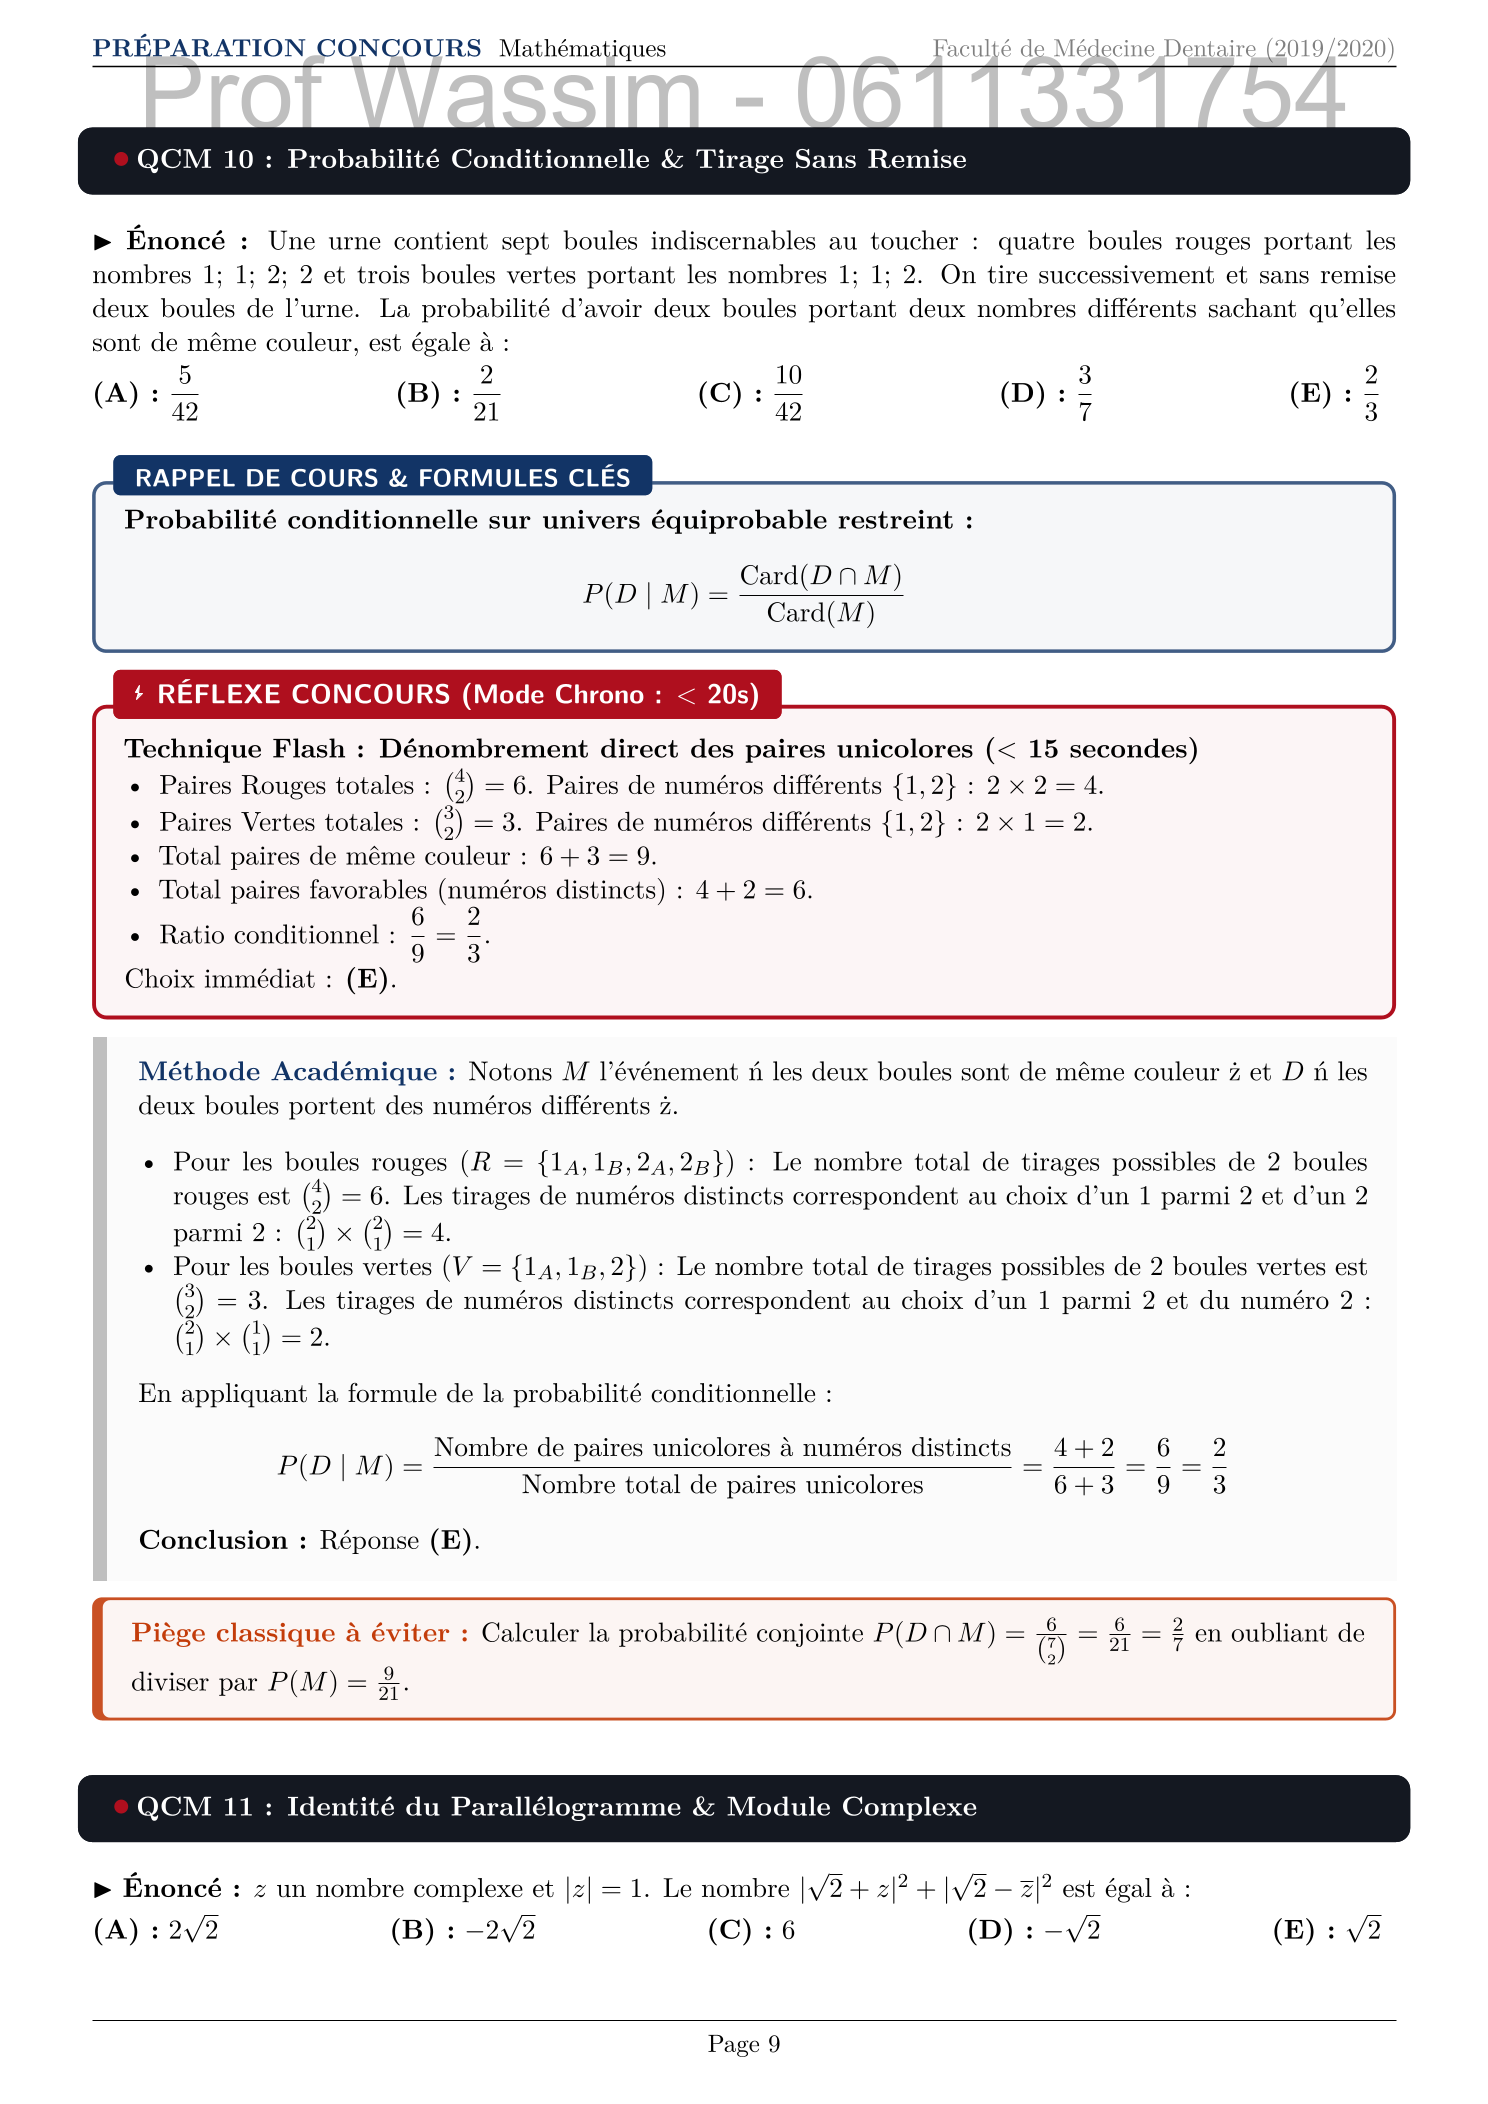 PRÉPARATION CONCOURS Mathématiques Faculté de Médecine Dentaire (2019/2020)
Prof Wassim - 0611331754
● QCM 10 : Probabilité Conditionnelle & Tirage Sans Remise
▶ Énoncé : Une urne contient sept boules indiscernables au toucher : quatre boules rouges portant les
nombres 1; 1; 2; 2 et trois boules vertes portant les nombres 1; 1; 2. On tire successivement et sans remise
deux boules de l'urne. La probabilité d'avoir deux boules portant deux nombres différents sachant qu'elles
sont de même couleur, est égale à :
(A) : 5/42 (B) : 2/21 (C) : 10/42 (D) : 3/7 (E) : 2/3
RAPPEL DE COURS & FORMULES CLÉS
Probabilité conditionnelle sur univers équiprobable restreint :
P(D | M) = Card(D ∩ M) / Card(M)
RÉFLEXE CONCOURS (Mode Chrono : < 20s)
Technique Flash : Dénombrement direct des paires unicolores (< 15 secondes)
• Paires Rouges totales : (4 2) = 6. Paires de numéros différents {1, 2} : 2 × 2 = 4.
• Paires Vertes totales : (3 2) = 3. Paires de numéros différents {1, 2} : 2 × 1 = 2.
• Total paires de même couleur : 6 + 3 = 9.
• Total paires favorables (numéros distincts) : 4 + 2 = 6.
• Ratio conditionnel : 6/9 = 2/3.
Choix immédiat : (E).
Méthode Académique : Notons M l'événement ń les deux boules sont de même couleur ż et D ń les
deux boules portent des numéros différents ż.
• Pour les boules rouges (R = {1_A, 1_B, 2_A, 2_B}) : Le nombre total de tirages possibles de 2 boules
rouges est (4 2) = 6. Les tirages de numéros distincts correspondent au choix d'un 1 parmi 2 et d'un 2
parmi 2 : (2 1) × (2 1) = 4.
• Pour les boules vertes (V = {1_A, 1_B, 2}) : Le nombre total de tirages possibles de 2 boules vertes est
(3 2) = 3. Les tirages de numéros distincts correspondent au choix d'un 1 parmi 2 et du numéro 2 :
(2 1) × (1 1) = 2.
En appliquant la formule de la probabilité conditionnelle :
P(D | M) = Nombre de paires unicolores à numéros distincts / Nombre total de paires unicolores = 4 + 2 / 6 + 3 = 6/9 = 2/3
Conclusion : Réponse (E).
Piège classique à éviter : Calculer la probabilité conjointe P(D ∩ M) = 6/(7 2) = 6/21 = 2/7 en oubliant de
diviser par P(M) = 9/21.
● QCM 11 : Identité du Parallélogramme & Module Complexe
▶ Énoncé : z un nombre complexe et |z| = 1. Le nombre |√2 + z|² + |√2 − z̅|² est égal à :
(A) : 2√2 (B) : −2√2 (C) : 6 (D) : −√2 (E) : √2
Page 9